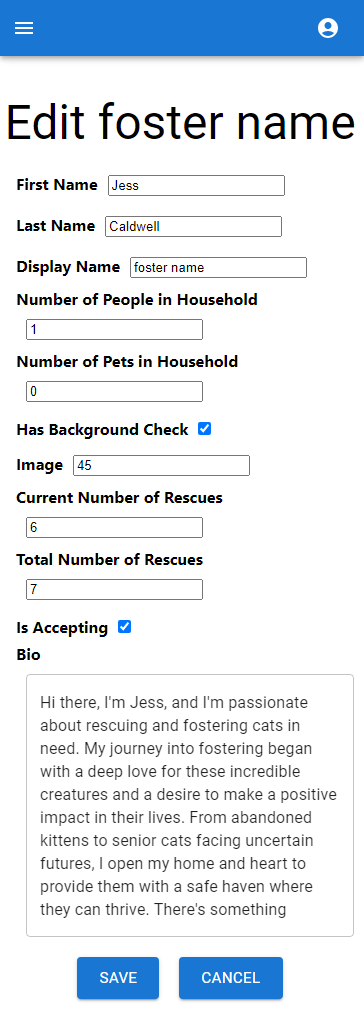 Edit foster name
First Name Jess
Last Name Caldwell
Display Name foster name
Number of People in Household
1
Number of Pets in Household
0
Has Background Check
Image 45
Current Number of Rescues
6
Total Number of Rescues
7
Is Accepting
Bio
Hi there, I'm Jess, and I'm passionate
about rescuing and fostering cats in
need. My journey into fostering began
with a deep love for these incredible
creatures and a desire to make a positive
impact in their lives. From abandoned
kittens to senior cats facing uncertain
futures, I open my home and heart to
provide them with a safe haven where
they can thrive. There's something
SAVE CANCEL